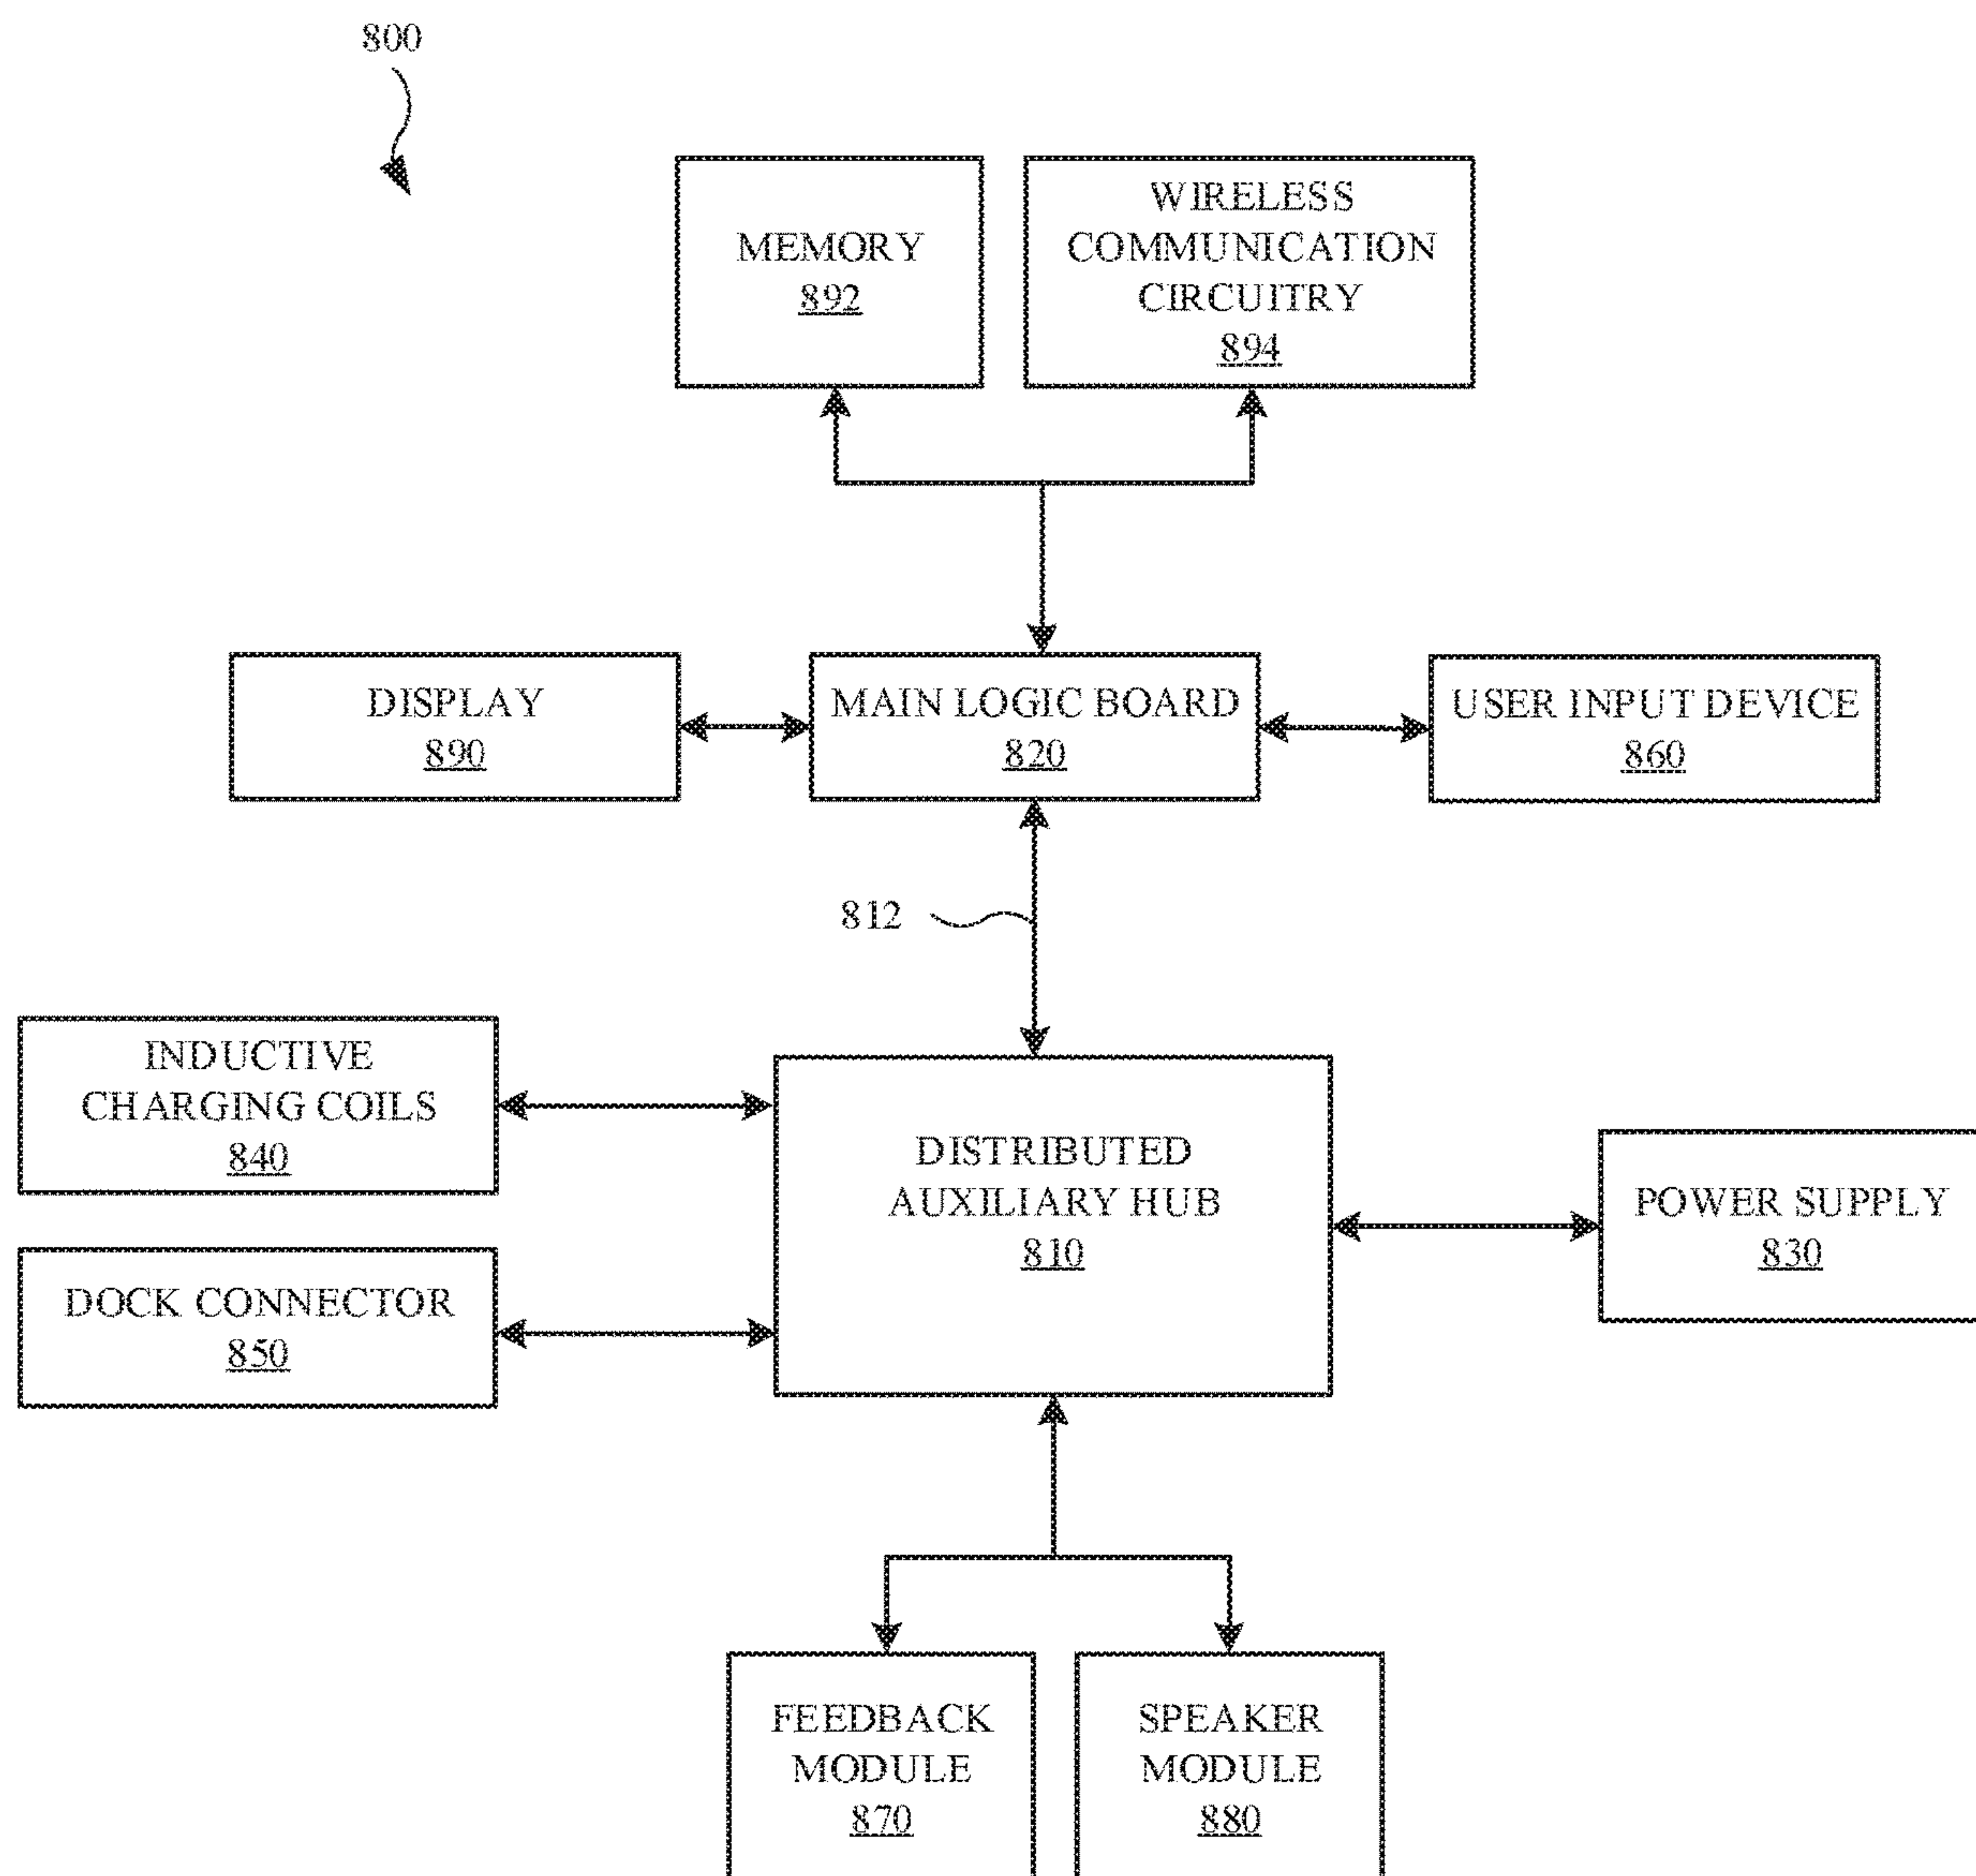 800
MEMORY
892
WIRELESS
COMMUNICATION
CIRCUITRY
894
DISPLAY
890
MAIN LOGIC BOARD
820
USER INPUT DEVICE
860
812
INDUCTIVE
CHARGING COILS
840
DISTRIBUTED
AUXILIARY HUB
810
POWER SUPPLY
830
DOCK CONNECTOR
850
FEEDBACK
MODULE
870
SPEAKER
MODULE
880